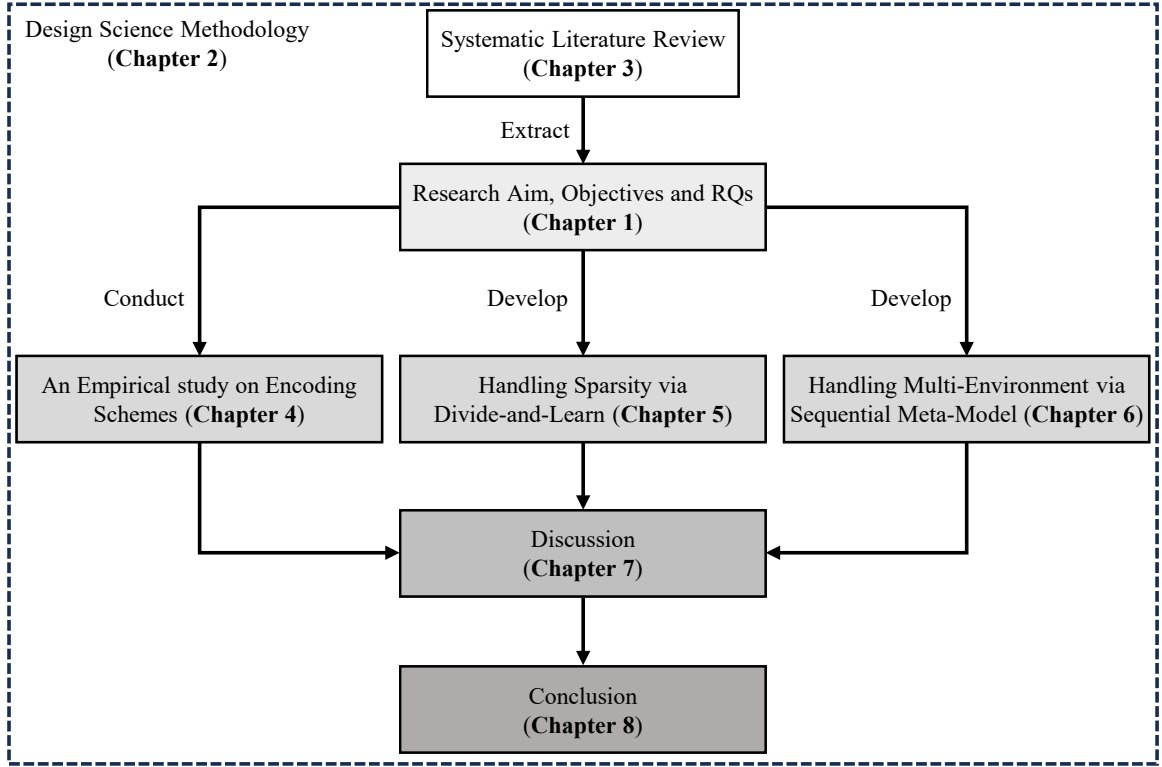 Design Science Methodology
(Chapter 2)
Systematic Literature Review
(Chapter 3)
Extract
Research Aim, Objectives and RQs
(Chapter 1)
Conduct
Develop
Develop
An Empirical study on Encoding
Schemes (Chapter 4)
Handling Sparsity via
Divide-and-Learn (Chapter 5)
Handling Multi-Environment via
Sequential Meta-Model (Chapter 6)
Discussion
(Chapter 7)
Conclusion
(Chapter 8)